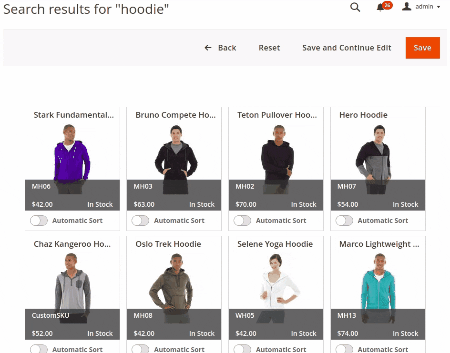 Search results for "hoodie"
26
admin
Back
Reset
Save and Continue Edit
Save
Stark Fundamental...
Bruno Compete Ho...
Teton Pullover Hoo...
Hero Hoodie
MH06
MH03
MH02
MH07
$42.00 In Stock
$63.00 In Stock
$70.00 In Stock
$54.00 In Stock
Automatic Sort
Automatic Sort
Automatic Sort
Automatic Sort
Chaz Kangeroo Ho...
Oslo Trek Hoodie
Selene Yoga Hoodie
Marco Lightweight ...
CustomSKU
MH08
WH05
MH13
$52.00 In Stock
$42.00 In Stock
$42.00 In Stock
$74.00 In Stock
Automatic Sort
Automatic Sort
Automatic Sort
Automatic Sort